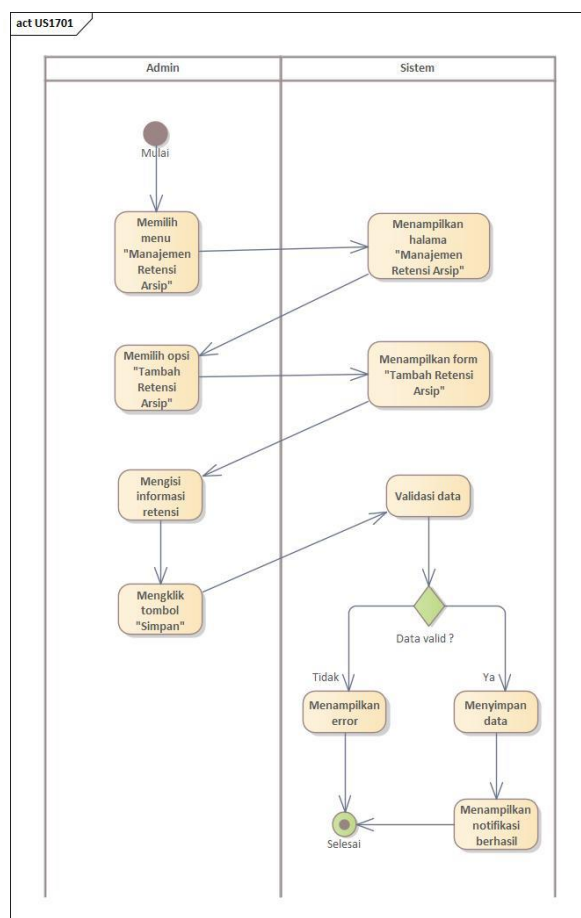 act US1701
Admin
Sistem
Mulai
Memilih
menu
"Manajemen
Retensi
Arsip"
Menampilkan
halama
"Manajemen
Retensi Arsip"
Memilih opsi
"Tambah
Retensi
Arsip"
Menampilkan form
"Tambah Retensi
Arsip"
Mengisi
informasi
retensi
Validasi data
Mengklik
tombol
"Simpan"
Data valid ?
Tidak
Ya
Menampilkan
error
Menyimpan
data
Menampilkan
notifikasi
berhasil
Selesai